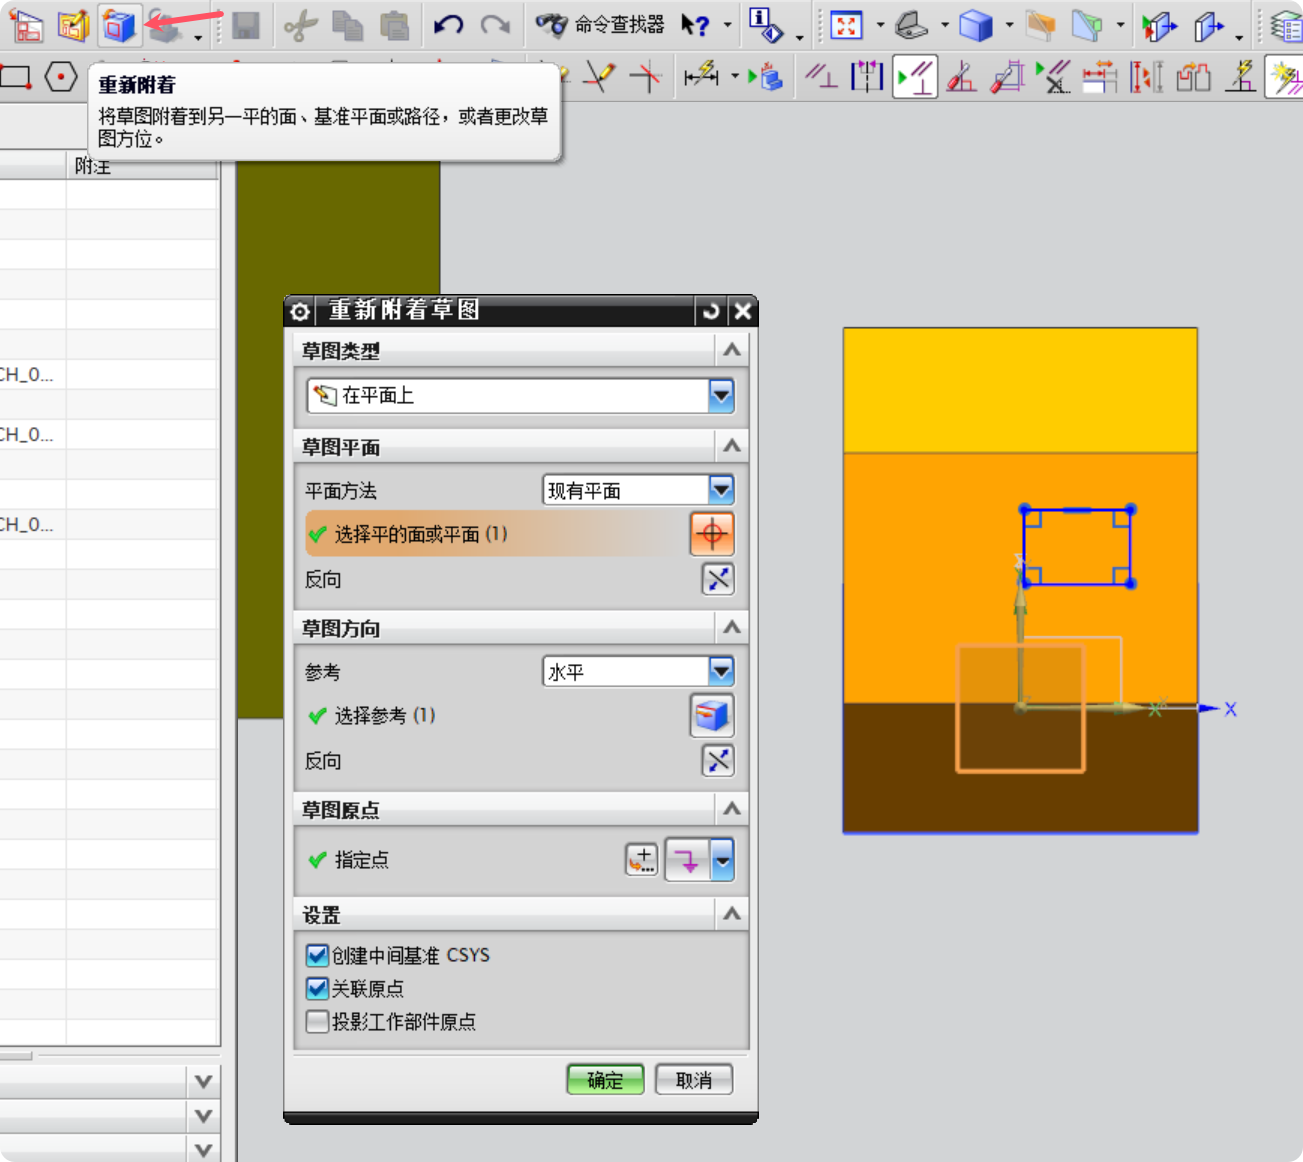 命令查找器
重新附着
将草图附着到另一平的面、基准平面或路径，或者更改草
图方位。
附注
CH_0...
CH_0...
CH_0...
重新附着草图
草图类型
在平面上
草图平面
平面方法
现有平面
选择平的面或平面 (1)
反向
草图方向
参考
水平
选择参考 (1)
反向
草图原点
指定点
设置
创建中间基准 CSYS
关联原点
投影工作部件原点
确定
取消
X